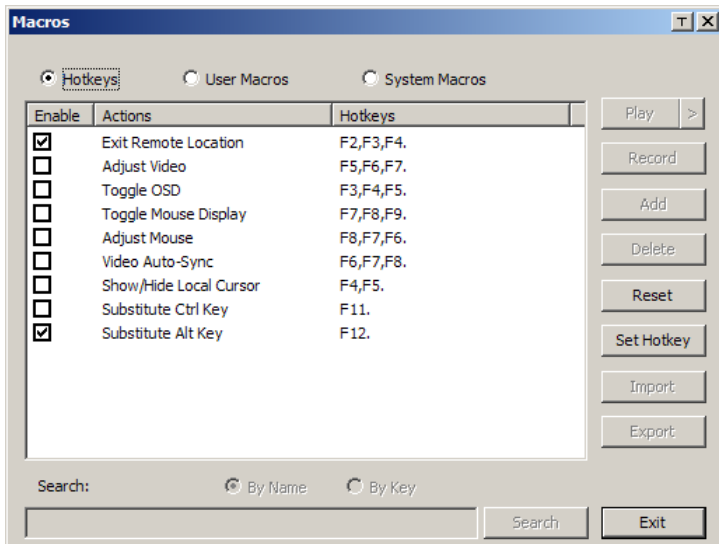 Macros
Hotkeys User Macros System Macros
Enable Actions Hotkeys Play >
Exit Remote Location F2,F3,F4.
Adjust Video F5,F6,F7. Record
Toggle OSD F3,F4,F5.
Toggle Mouse Display F7,F8,F9. Add
Adjust Mouse F8,F7,F6. Delete
Video Auto-Sync F6,F7,F8.
Show/Hide Local Cursor F4,F5. Reset
Substitute Ctrl Key F11.
Substitute Alt Key F12. Set Hotkey
Import
Export
Search: By Name By Key
Search Exit